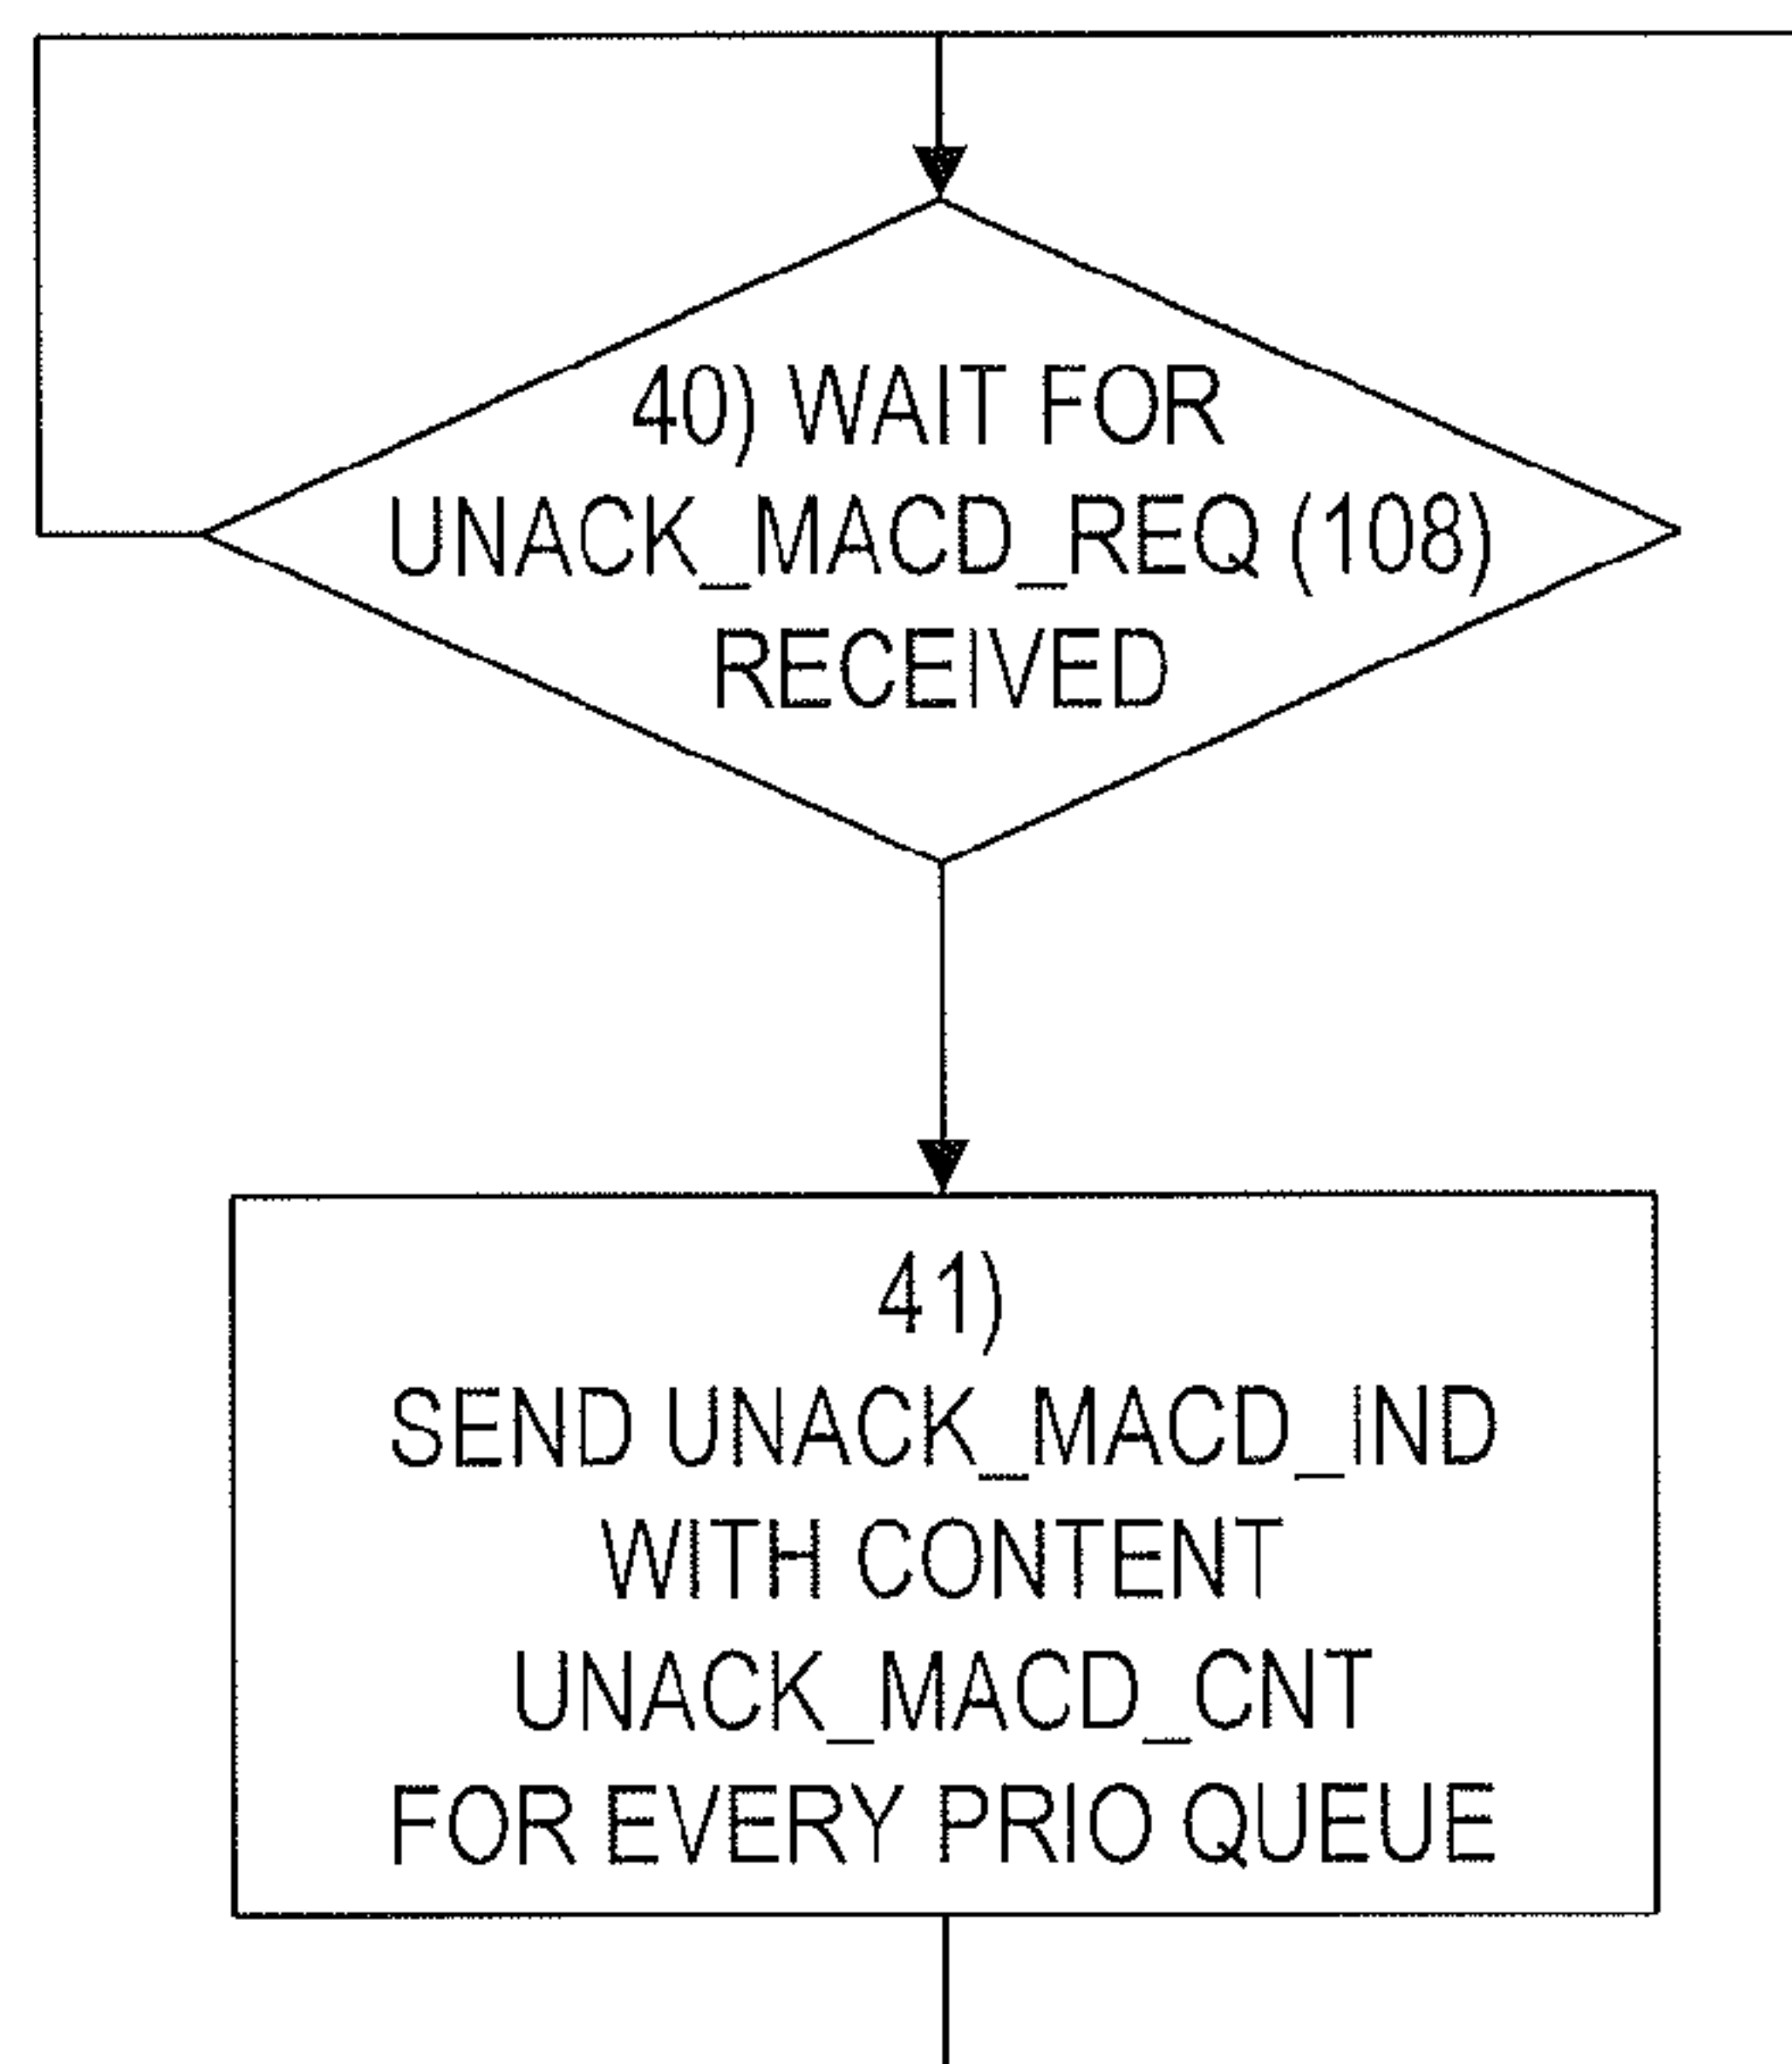 40) WAIT FOR
UNACK_MACD_REQ (108)
RECEIVED
41)
SEND UNACK_MACD_IND
WITH CONTENT
UNACK_MACD_CNT
FOR EVERY PRIO QUEUE